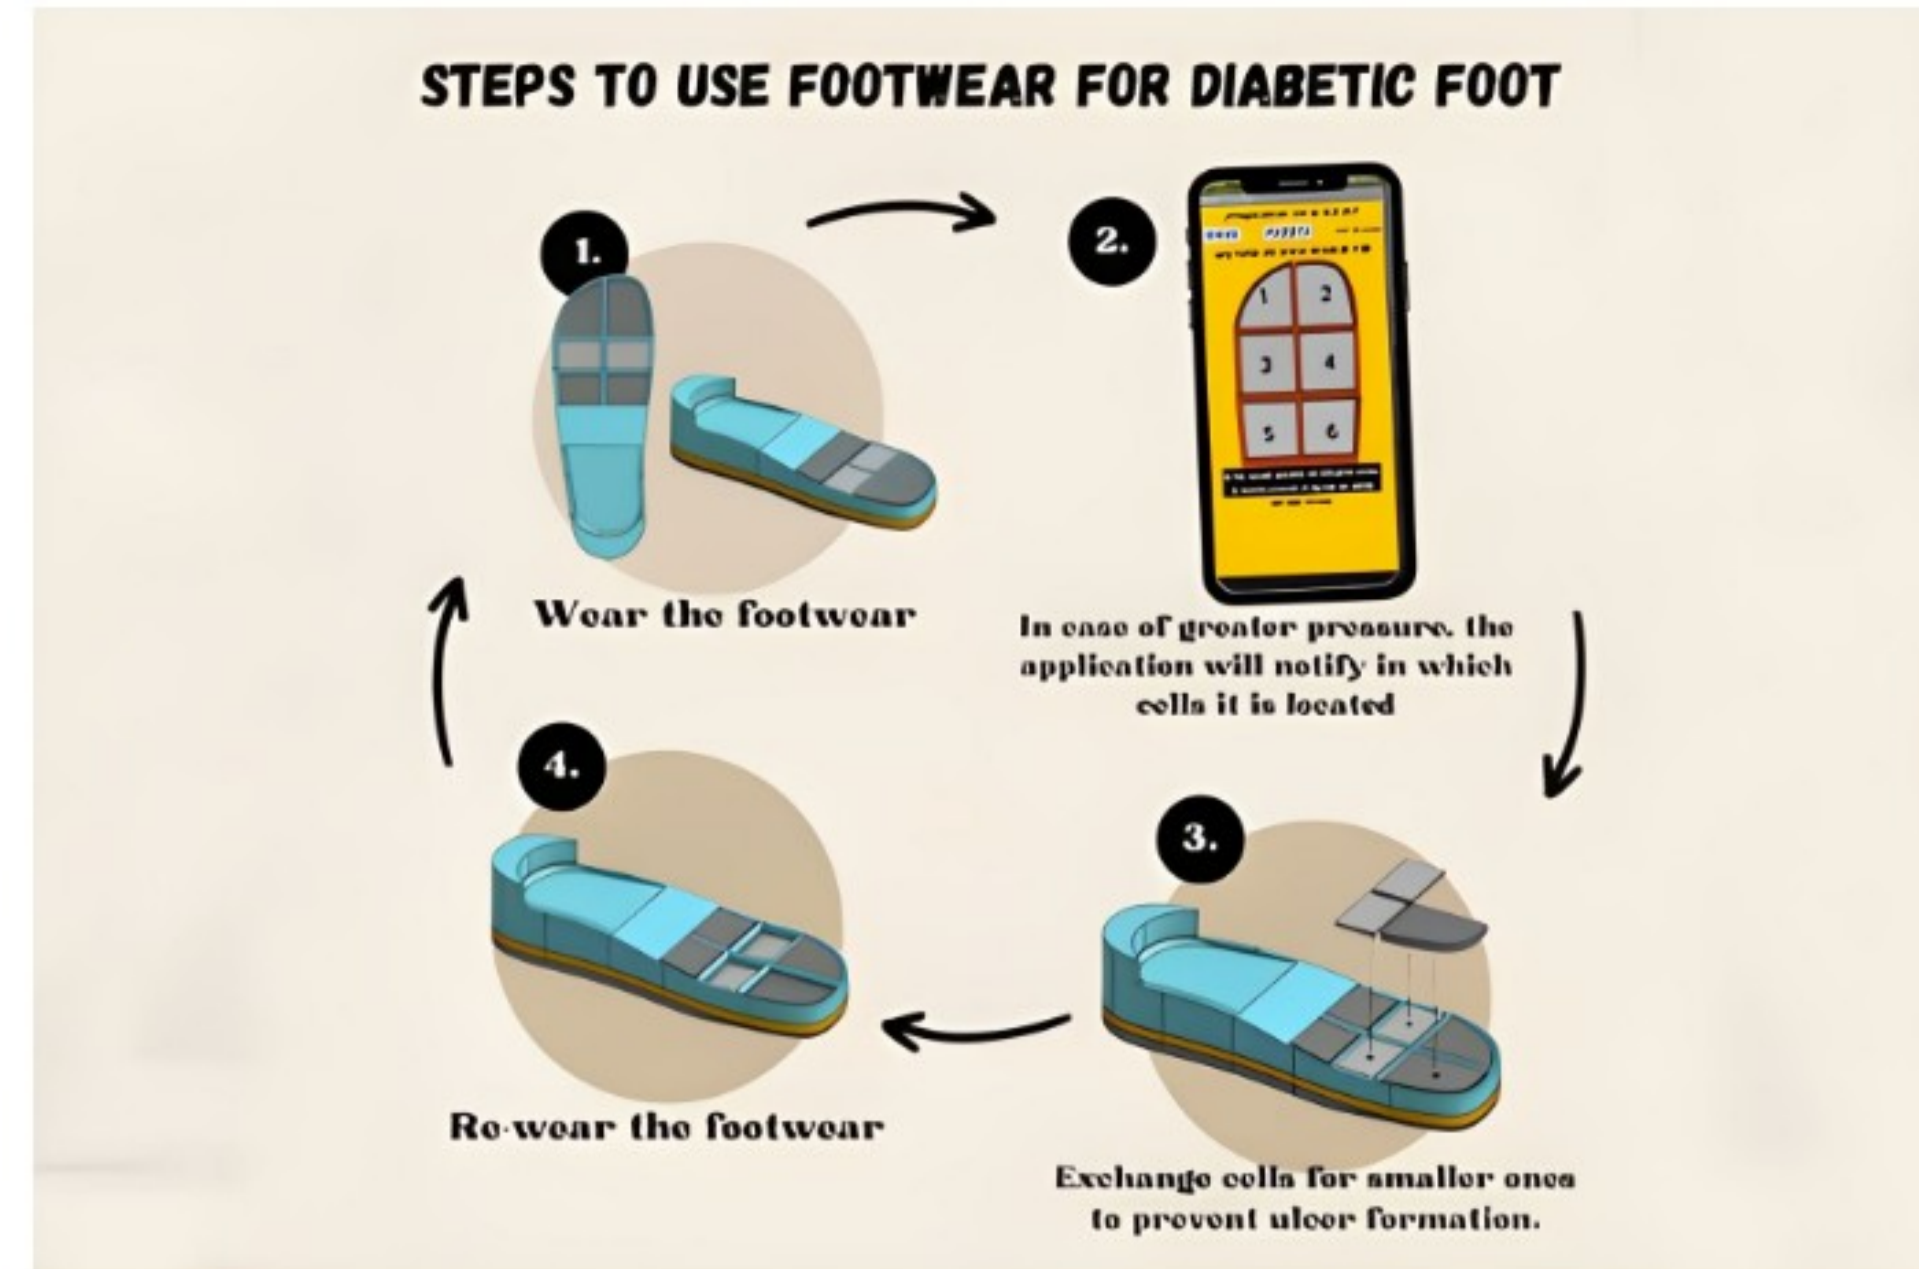 STEPS TO USE FOOTWEAR FOR DIABETIC FOOT
1.
2.
1 2
3 4
5 6
Wear the footwear
In case of greater pressure, the
application will notify in which
cells it is located
4.
3.
Re-wear the footwear
Exchange cells for smaller ones
to prevent ulcer formation.